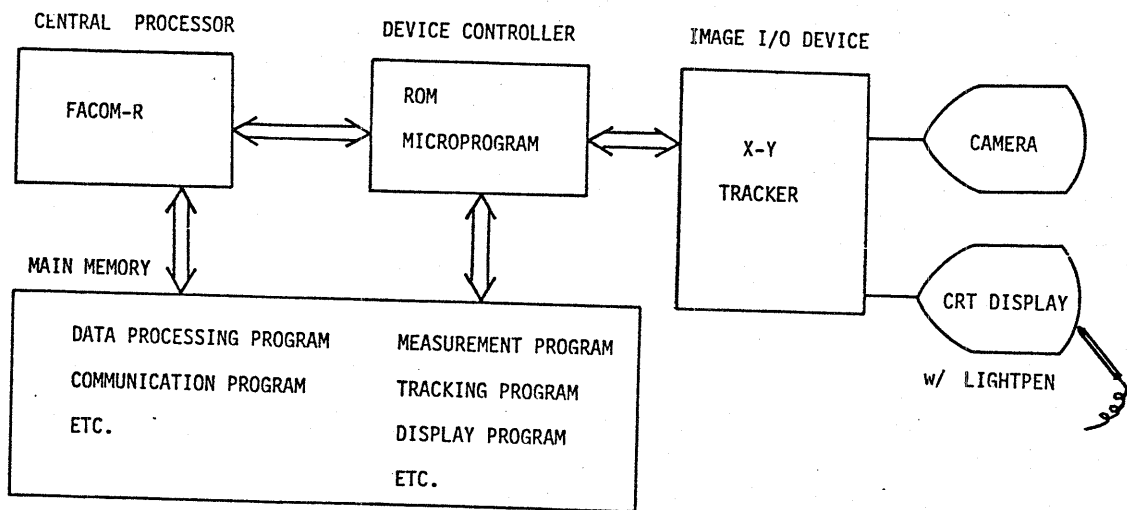 CENTRAL PROCESSOR
FACOM-R
DEVICE CONTROLLER
ROM
MICROPROGRAM
IMAGE I/O DEVICE
X-Y
TRACKER
CAMERA
CRT DISPLAY
w/ LIGHTPEN
MAIN MEMORY
DATA PROCESSING PROGRAM
COMMUNICATION PROGRAM
ETC.
MEASUREMENT PROGRAM
TRACKING PROGRAM
DISPLAY PROGRAM
ETC.